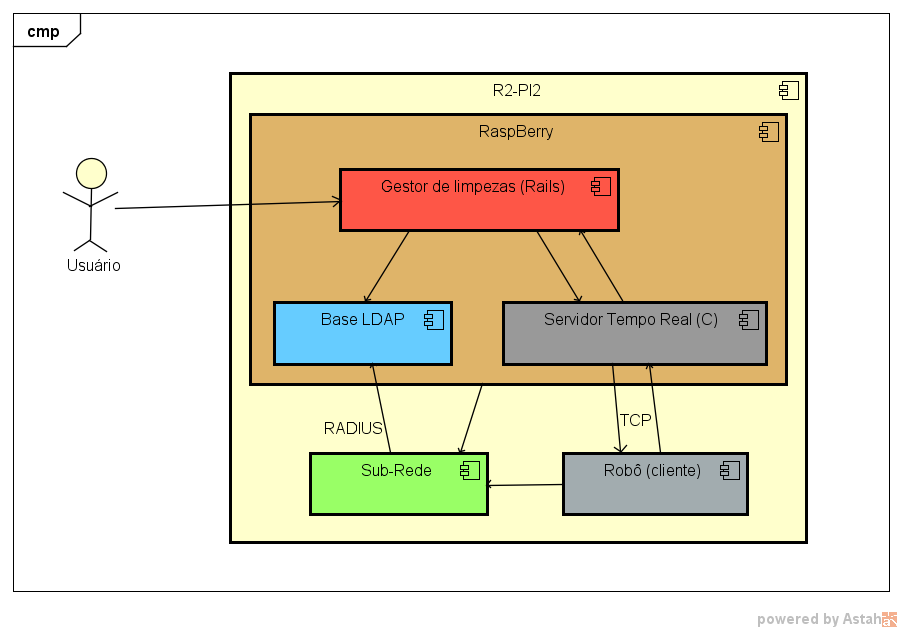 cmp
R2-PI2
RaspBerry
Gestor de limpezas (Rails)
Usuário
Base LDAP
Servidor Tempo Real (C)
RADIUS
TCP
Sub-Rede
Robô (cliente)
powered by Astah